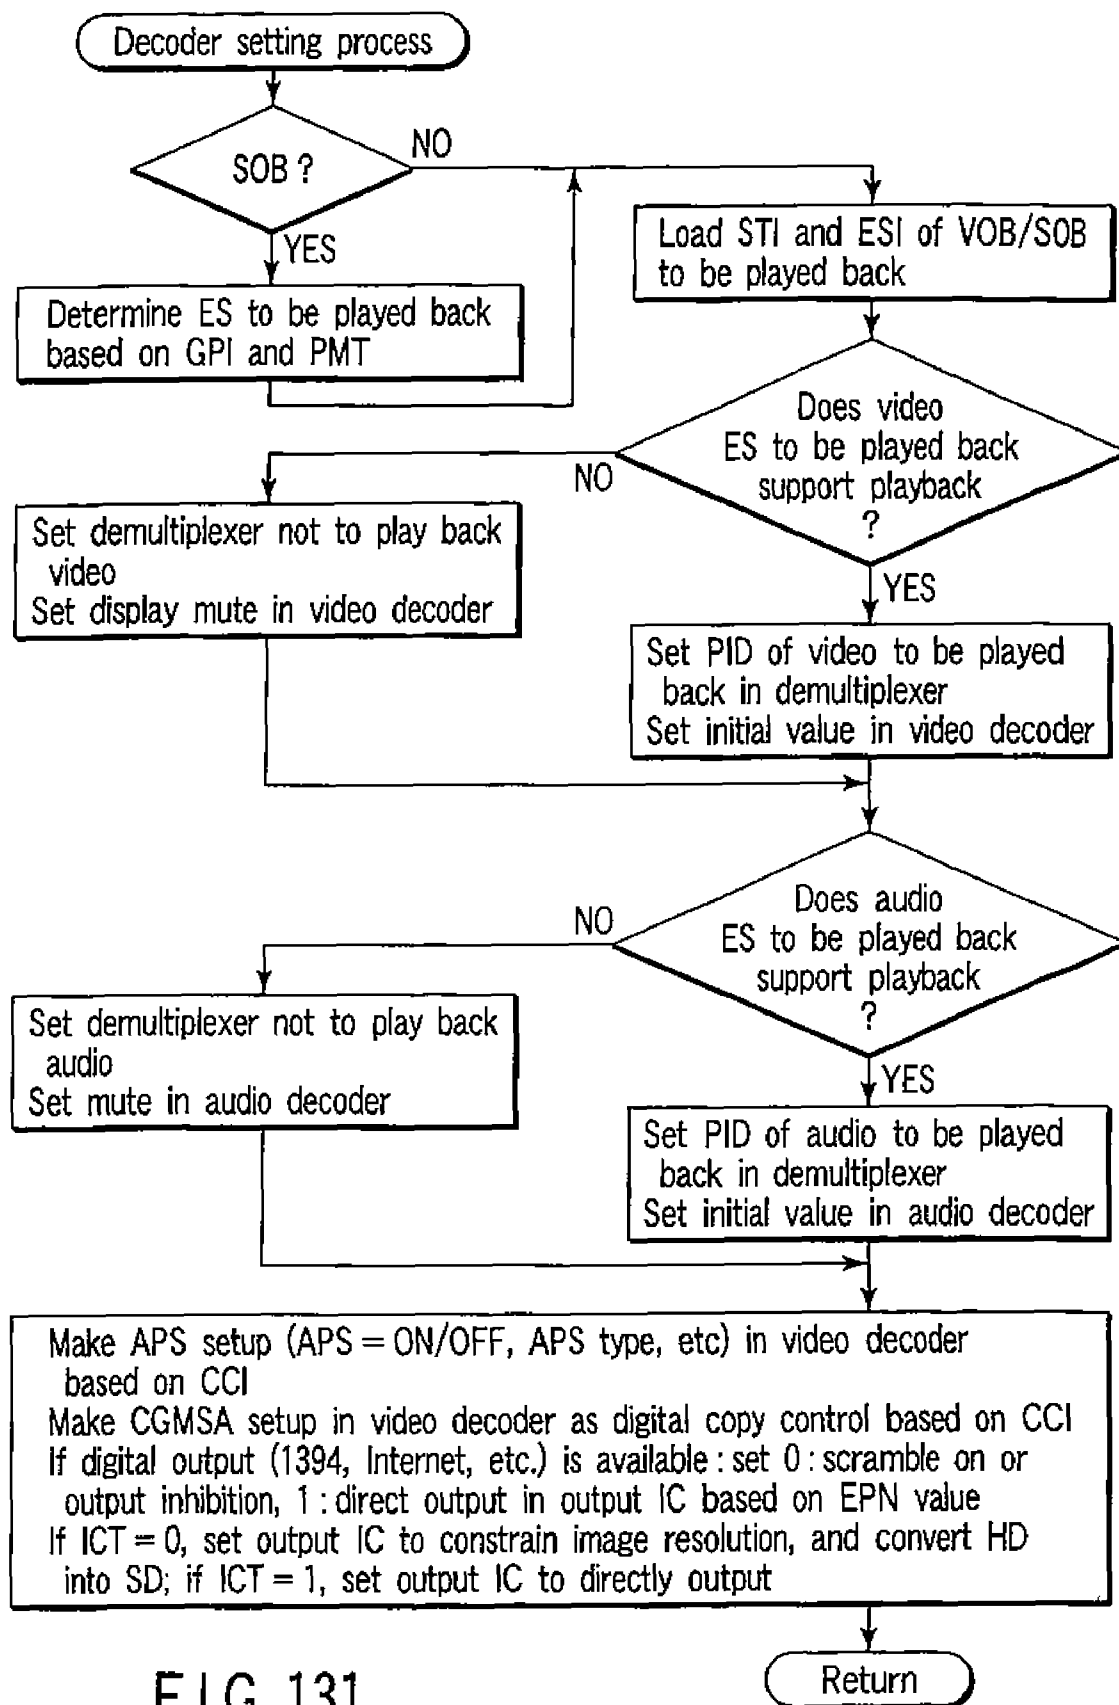 Decoder setting process
SOB ?
NO
YES
Load STI and ESI of VOB/SOB
to be played back
Determine ES to be played back
based on GPI and PMT
Does video
ES to be played back
support playback
?
NO
YES
Set demultiplexer not to play back
video
Set display mute in video decoder
Set PID of video to be played
back in demultiplexer
Set initial value in video decoder
Does audio
ES to be played back
support playback
?
NO
YES
Set demultiplexer not to play back
audio
Set mute in audio decoder
Set PID of audio to be played
back in demultiplexer
Set initial value in audio decoder
Make APS setup (APS = ON/OFF, APS type, etc) in video decoder
based on CCI
Make CGMSA setup in video decoder as digital copy control based on CCI
If digital output (1394, Internet, etc.) is available : set 0 : scramble on or
output inhibition, 1 : direct output in output IC based on EPN value
If ICT = 0, set output IC to constrain image resolution, and convert HD
into SD; if ICT = 1, set output IC to directly output
Return
FIG. 131